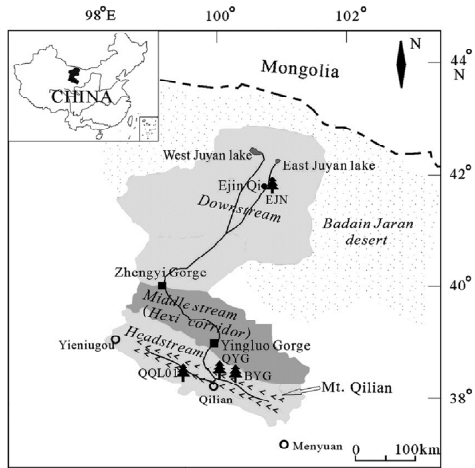 98°E
100°
102°
N
44°
N
Mongolia
CHINA
West Juyan lake
East Juyan lake
42°
Ejin Qi
EJN
Downstream
Badain Jaran
desert
Zhengyi Gorge
40°
Middle stream
(Hexi corridor)
Headstream
Yieniugou
Yingluo Gorge
QYG
QQL01
BYG
Mt. Qilian
Qilian
38°
Menyuan
0 100km